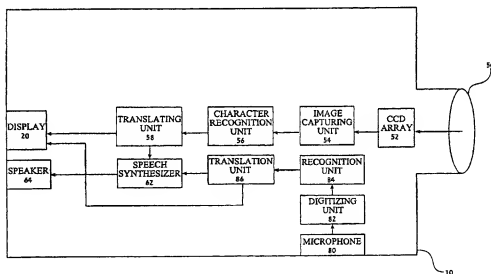 DISPLAY
20
TRANSLATING
UNIT
58
CHARACTER
RECOGNITION
UNIT
56
IMAGE
CAPTURING
UNIT
54
CCD
ARRAY
52
SPEAKER
64
SPEECH
SYNTHESIZER
62
TRANSLATION
UNIT
86
RECOGNITION
UNIT
84
DIGITIZING
UNIT
82
MICROPHONE
80
10